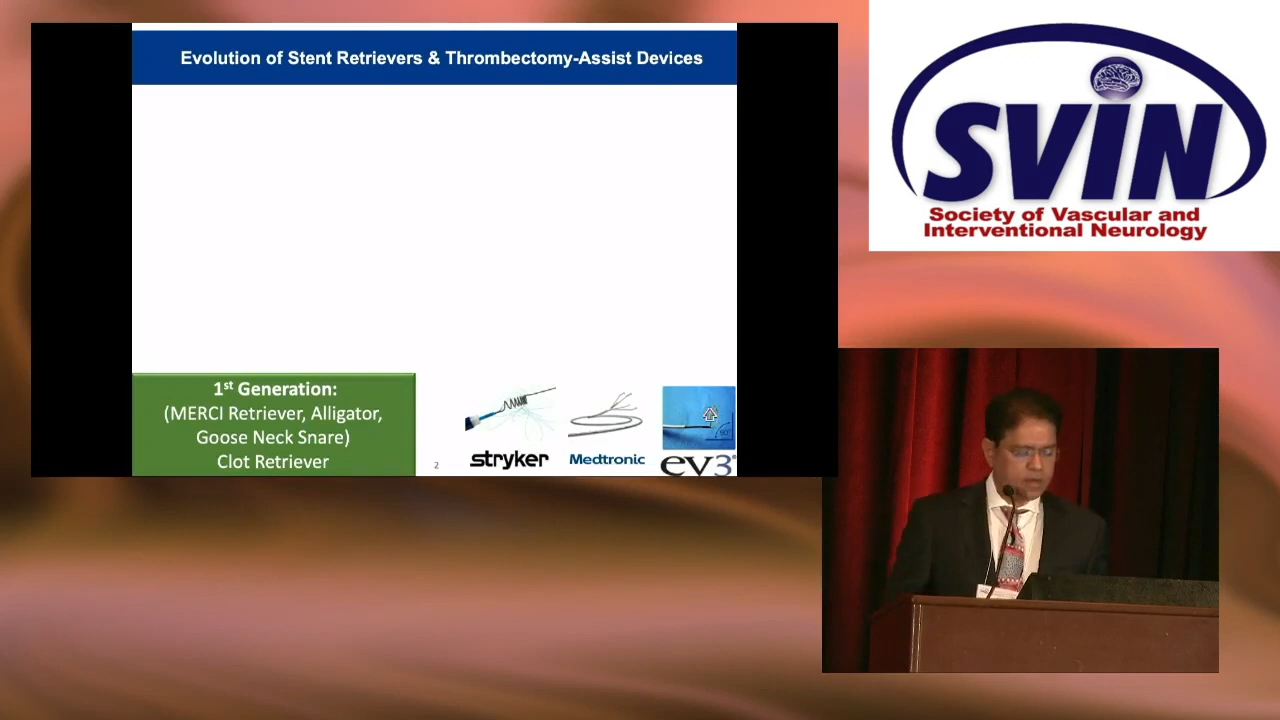 Evolution of Stent Retrievers & Thrombectomy-Assist Devices
1st Generation:
(MERCI Retriever, Alligator,
Goose Neck Snare)
Clot Retriever
2
stryker
Medtronic
ev3
90°
SVIN
Society of Vascular and
Interventional Neurology